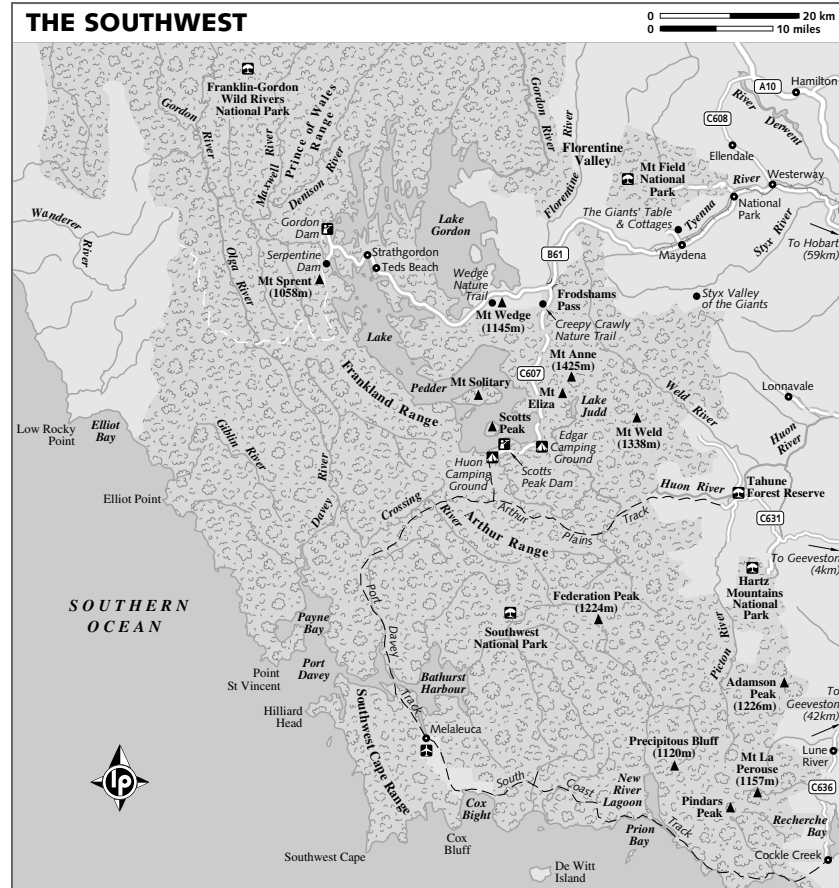 THE SOUTHWEST
0 20 km
0 10 miles
Franklin-Gordon
Wild Rivers
National Park
Gordon
River
Maxwell River
Prince of Wales
Range
Denison River
Gordon
River
Florentine
River
Florentine
Valley
A10
Hamilton
C608
River Derwent
Ellendale
Mt Field
National
Park
River
Westerway
National
Park
The Giants' Table
& Cottages
Tyenna
Maydena
Styx River
To Hobart
(59km)
Wanderer
River
Gordon
Dam
Lake
Gordon
Olga
River
Serpentine
Dam
Strathgordon
Teds Beach
B61
Mt Sprent
(1058m)
Wedge
Nature
Trail
Mt Wedge
(1145m)
Frodshams
Pass
Styx Valley
of the Giants
Creepy Crawly
Nature Trail
Lake
Pedder
Frankland Range
Mt Anne
(1425m)
C607
Mt Solitary
Mt
Eliza
Lake
Judd
Weld River
Lonnavale
Low Rocky
Point
Elliot
Bay
Giblin
River
Scotts
Peak
Mt Weld
(1338m)
Huon
River
Edgar
Camping
Ground
Huon
Camping
Ground
Scotts
Peak Dam
Davey
River
Huon River
Tahune
Forest Reserve
Elliot Point
Crossing
River
Arthur
Plains
Track
Arthur Range
C631
To Geeveston
(4km)
Hartz
Mountains
National
Park
SOUTHERN
OCEAN
Port
Davey
Track
Federation Peak
(1224m)
Payne
Bay
Southwest
National Park
Picton River
Point
St Vincent
Port
Davey
Bathurst
Harbour
Adamson
Peak
(1226m)
To
Geeveston
(42km)
Hilliard
Head
Southwest Cape Range
Melaleuca
Precipitous Bluff
(1120m)
Lune
River
Mt La
Perouse
(1157m)
lp
South
Coast
Track
New
River
Lagoon
C636
Cox
Bight
Pindars
Peak
Recherche
Bay
Prion
Bay
Cox
Bluff
Southwest Cape
Cockle Creek
De Witt
Island